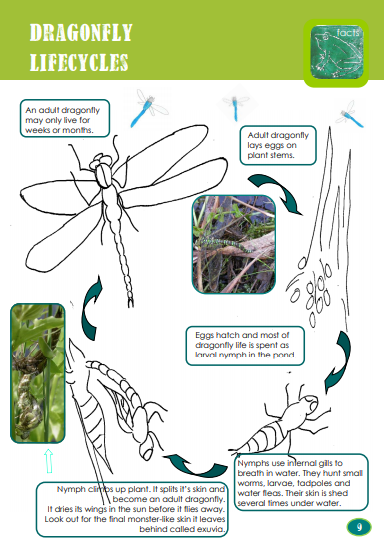 DRAGONFLY
LIFECYCLES
facts
An adult dragonfly
may only live for
weeks or months.
Adult dragonfly
lays eggs on
plant stems.
Eggs hatch and most of
dragonfly life is spent as
larval nymph in the pond
Nymphs use internal gills to
breath in water. They hunt small
worms, larvae, tadpoles and
water fleas. Their skin is shed
several times under water.
Nymph climbs up plant. It splits it's skin and
become an adult dragonfly.
It dries its wings in the sun before it flies away.
Look out for the final monster-like skin it leaves
behind called exuvia.
9